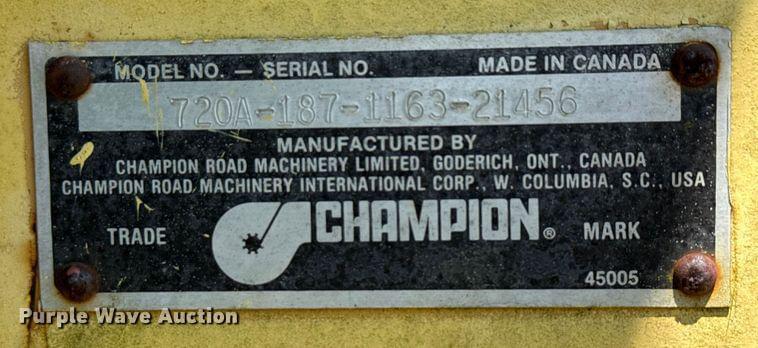 MODEL NO. — SERIAL NO. MADE IN CANADA
720A-187-1163-21456
MANUFACTURED BY
CHAMPION ROAD MACHINERY LIMITED, GODERICH, ONT., CANADA
CHAMPION ROAD MACHINERY INTERNATIONAL CORP., W. COLUMBIA, S.C., USA
TRADE CHAMPION® MARK
45005
Purple Wave Auction